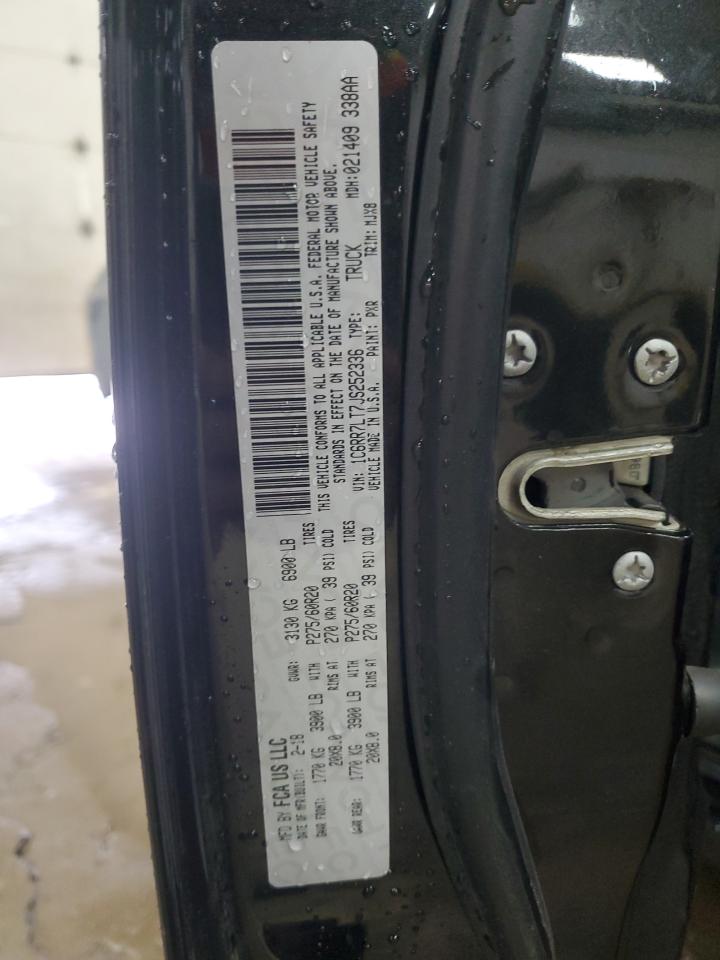 MFD BY FCA US LLC
DATE OF MFR(BUILT): 2-18 GVWR: 3130 KG 6900 LB
GAWR FRONT: 1770 KG 3900 LB WITH P275/60R20 TIRES
20X8.0 RIMS AT 270 KPA ( 39 PSI) COLD
GAWR REAR: 1770 KG 3900 LB WITH P275/60R20 TIRES
20X8.0 RIMS AT 270 KPA ( 39 PSI) COLD
THIS VEHICLE CONFORMS TO ALL APPLICABLE U.S.A. FEDERAL MOTOR VEHICLE SAFETY
STANDARDS IN EFFECT ON THE DATE OF MANUFACTURE SHOWN ABOVE.
VIN: 1C6RR7LT7JS252336 TYPE: TRUCK MDH:021409 338AA
VEHICLE MADE IN U.S.A. PAINT: PXR TRIM: MJX8